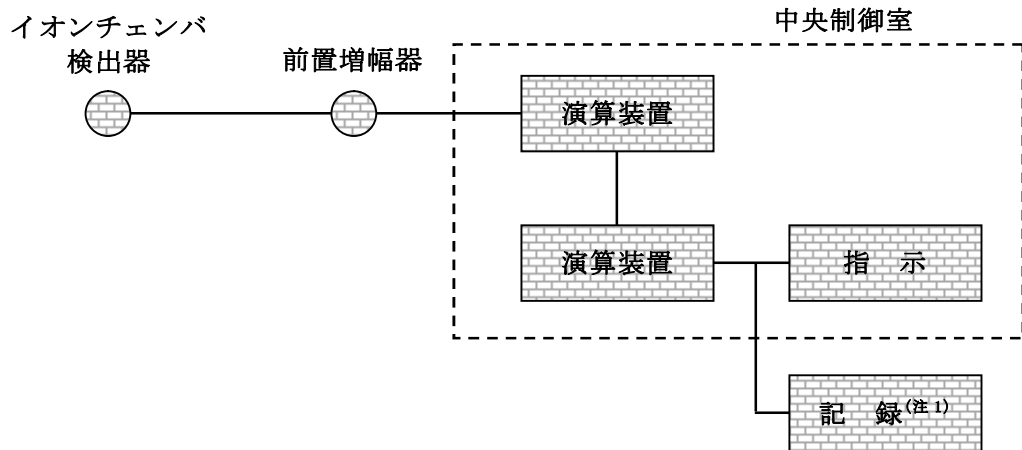 中央制御室
イオンチェンバ
検出器
前置増幅器
演算装置
演算装置
指　示
記　録(注1)